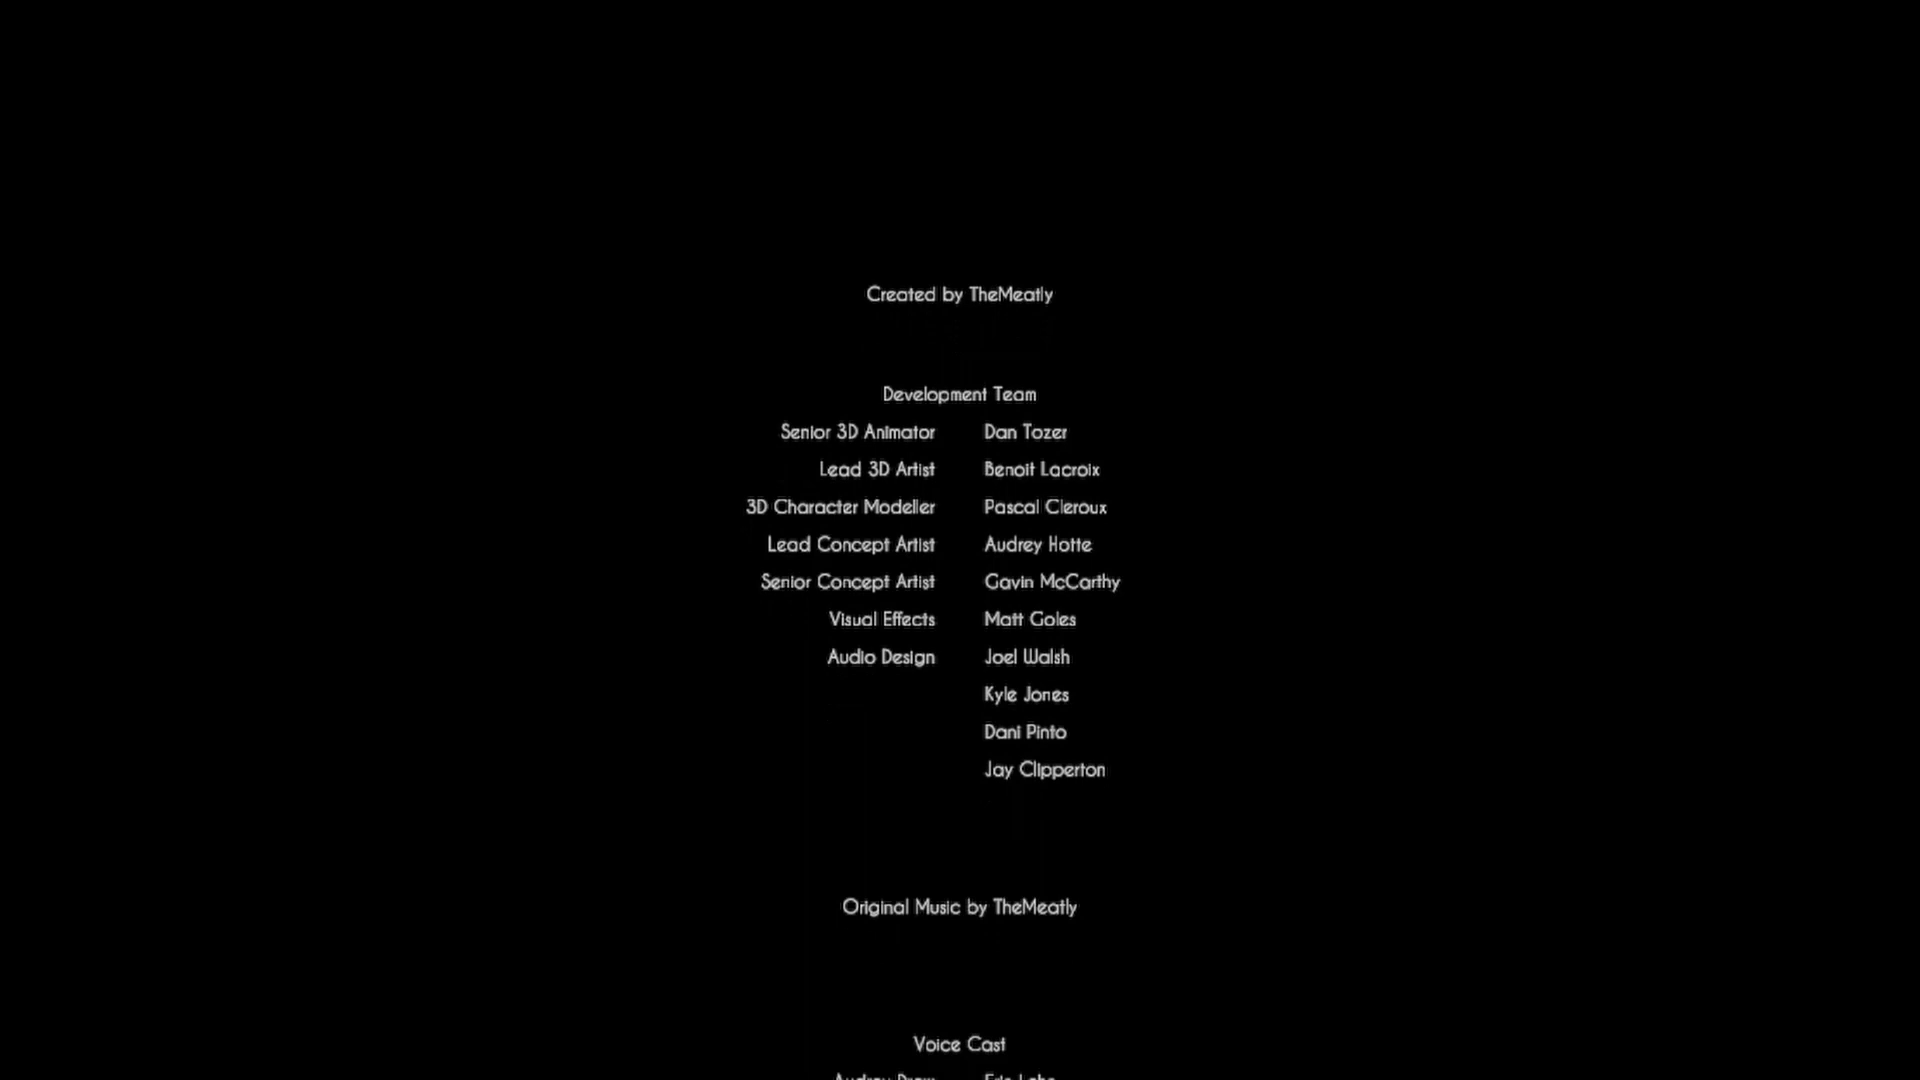 Created by TheMeatly
Development Team
Senior 3D Animator Dan Tozer
Lead 3D Artist Benoit Lacroix
3D Character Modeller Pascal Cleroux
Lead Concept Artist Audrey Hotte
Senior Concept Artist Gavin McCarthy
Visual Effects Matt Goles
Audio Design Joel Walsh
Kyle Jones
Dani Pinto
Jay Clipperton
Original Music by TheMeatly
Voice Cast